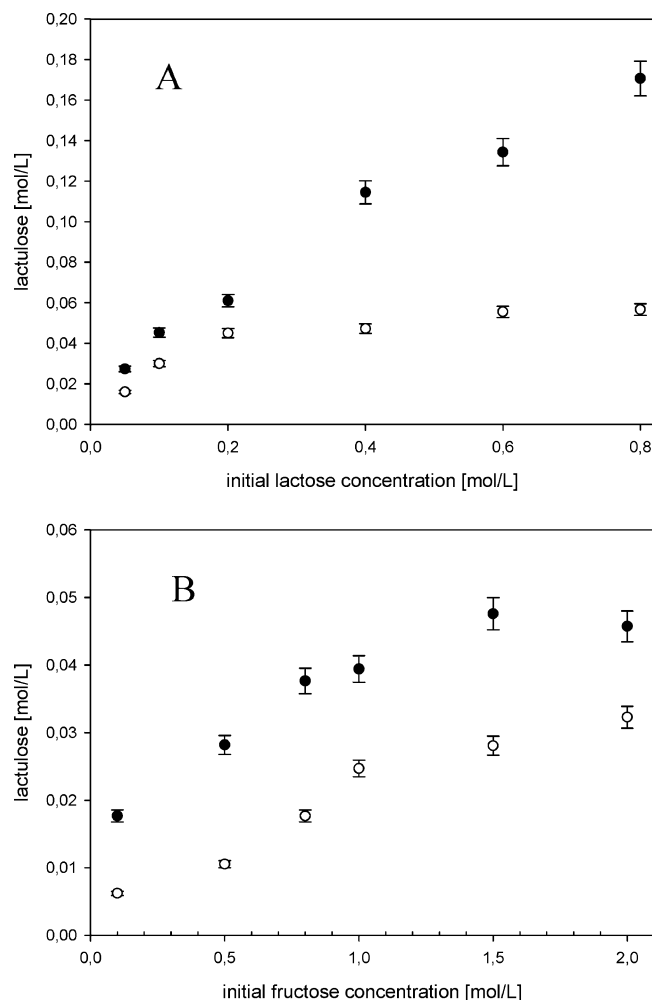 0,20
0,18
0,16
0,14
0,12
0,10
0,08
0,06
0,04
0,02
0,00
lactulose [mol/L]
A
0,0 0,2 0,4 0,6 0,8
initial lactose concentration [mol/L]
0,06
0,05
0,04
0,03
0,02
0,01
0,00
lactulose [mol/L]
B
0,0 0,5 1,0 1,5 2,0
initial fructose concentration [mol/L]